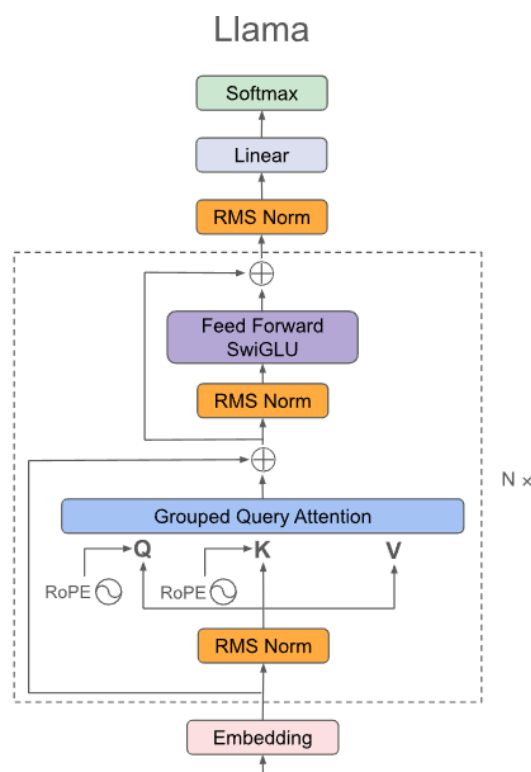 Llama
Softmax
Linear
RMS Norm
Feed Forward
SwiGLU
RMS Norm
N ×
Grouped Query Attention
Q K V
RoPE RoPE
RMS Norm
Embedding